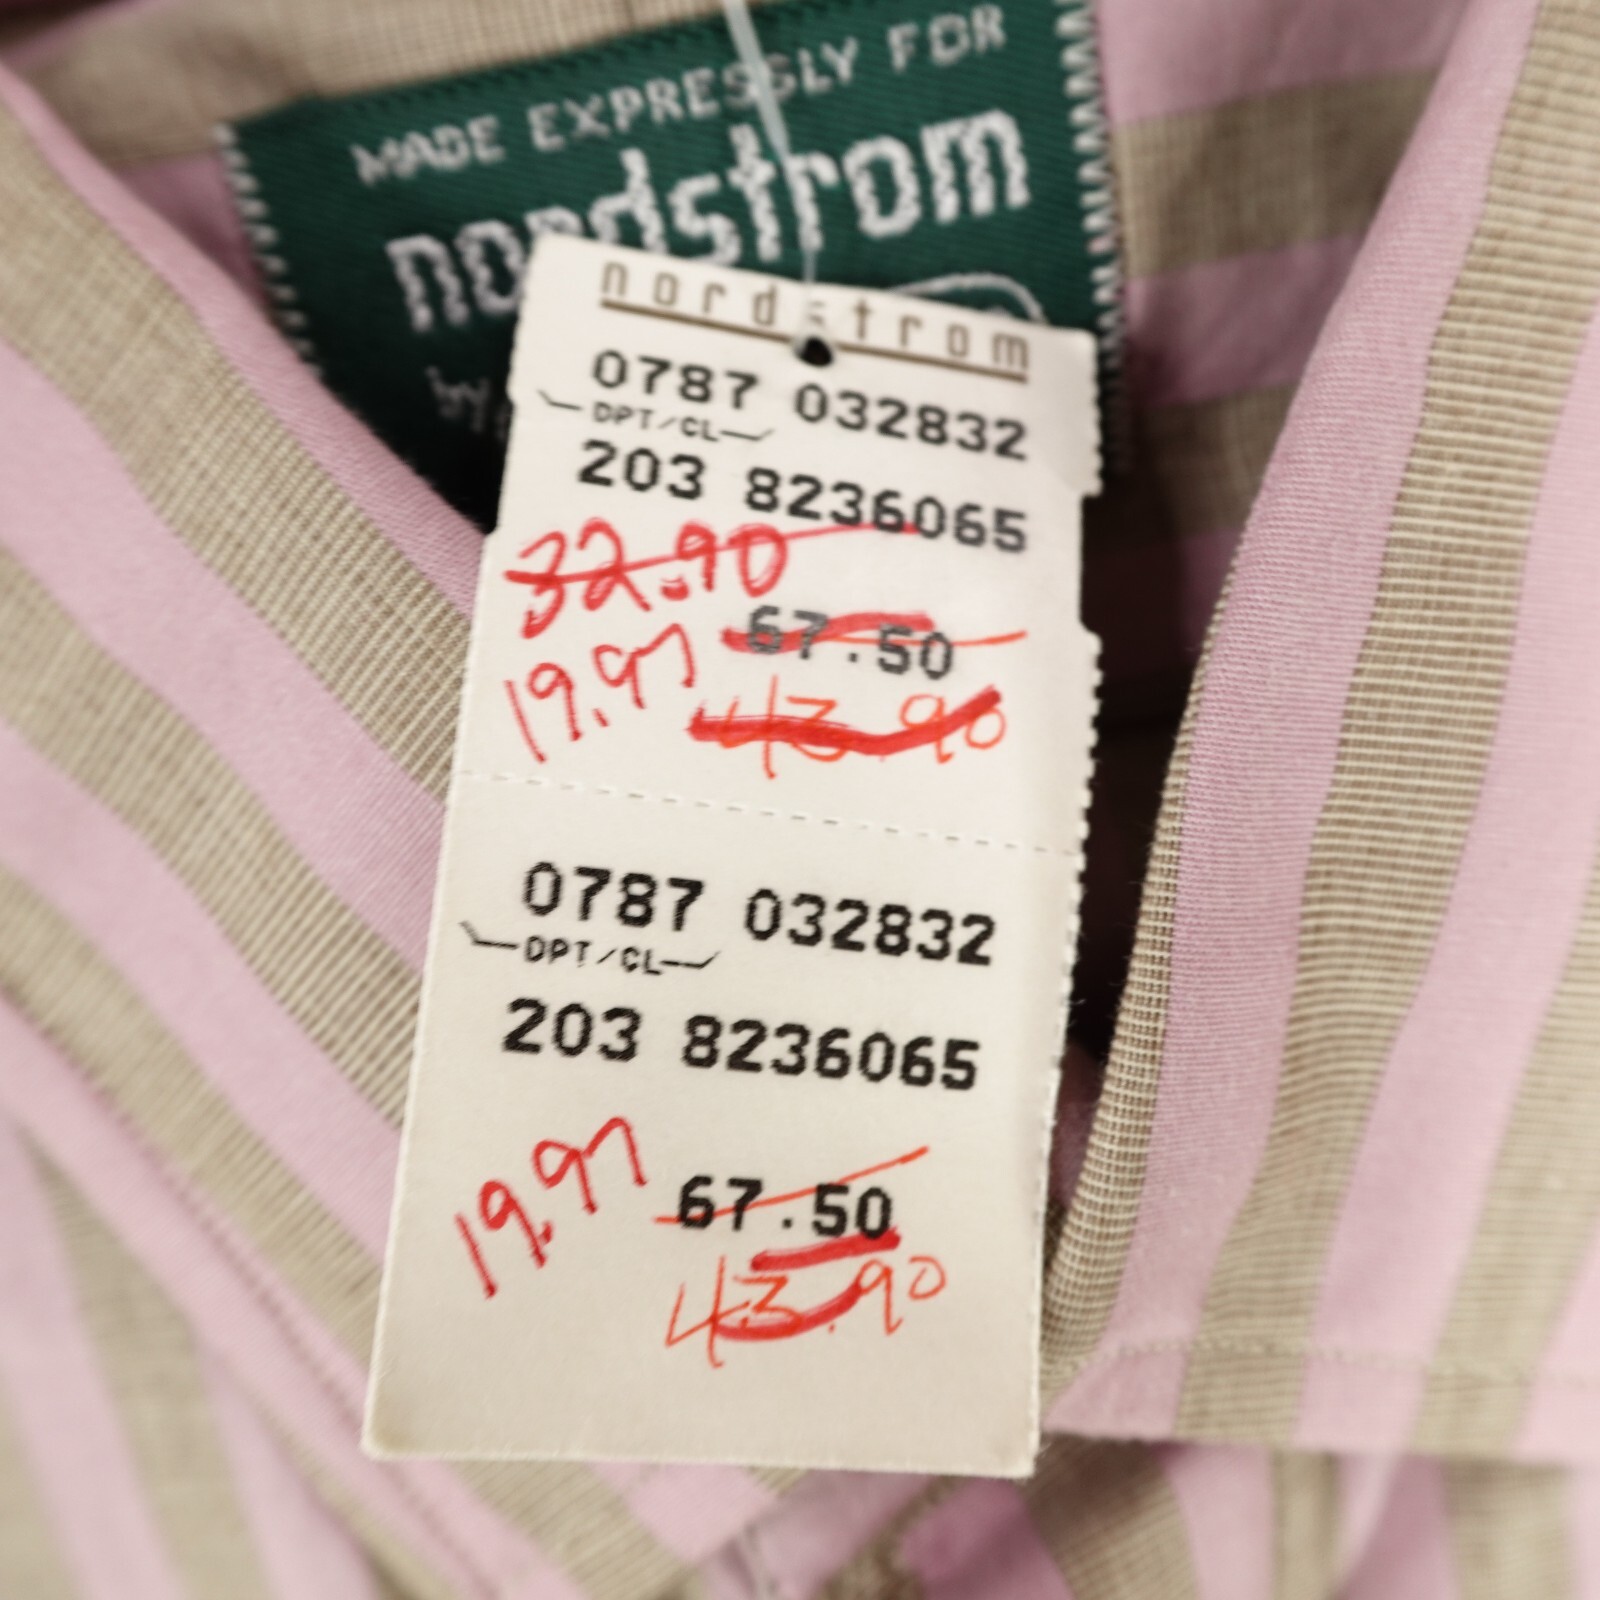 MADE EXPRESSLY FOR
nordstrom
by
nordstrom
0787 032832
DPT/CL
203 8236065
32.90
67.50
19.97
43.90
0787 032832
DPT/CL
203 8236065
19.97
67.50
43.90